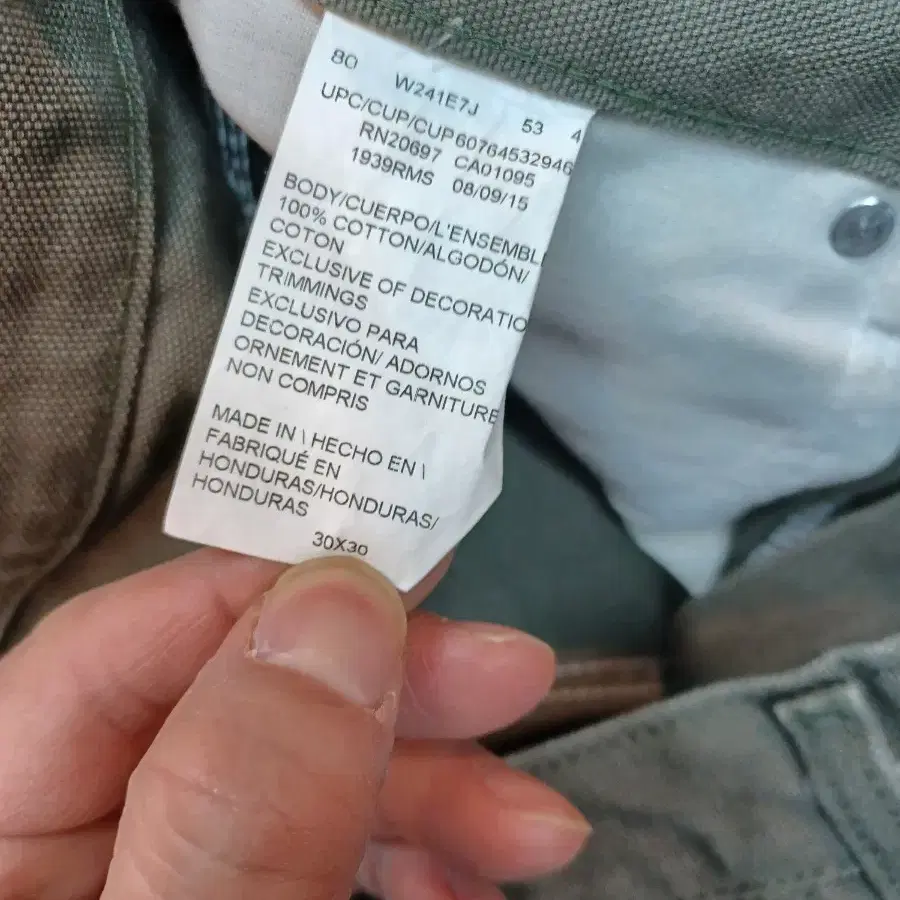 80 W241E7J 53 4
UPC/CUP/CUP60764532946
RN20697 CA01095
1939RMS 08/09/15
BODY/CUERPO/L'ENSEMBL
100% COTTON/ALGODÓN/
COTON
EXCLUSIVE OF DECORATIO
TRIMMINGS
EXCLUSIVO PARA
DECORACIÓN/ ADORNOS
ORNEMENT ET GARNITURE
NON COMPRIS
MADE IN \ HECHO EN \
FABRIQUÉ EN
HONDURAS/HONDURAS/
HONDURAS
30X30